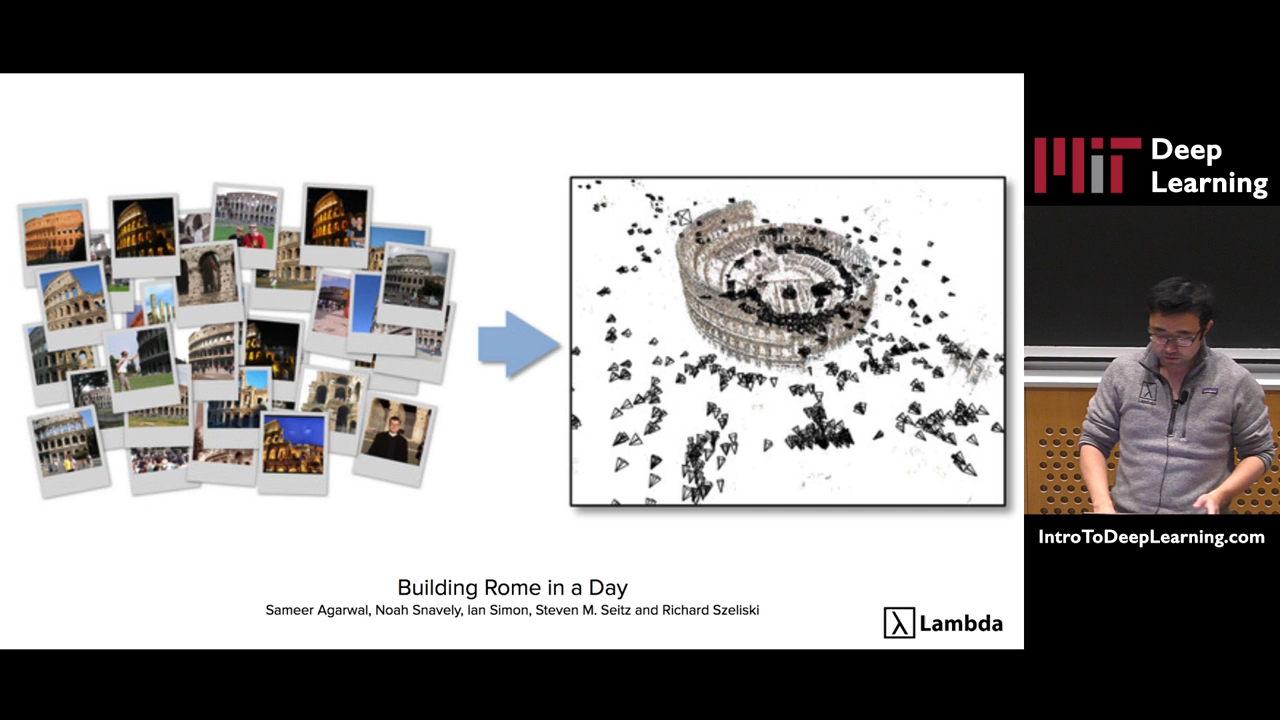 Building Rome in a Day
Sameer Agarwal, Noah Snavely, Ian Simon, Steven M. Seitz and Richard Szeliski
λ Lambda
MIT Deep
Learning
IntroToDeepLearning.com